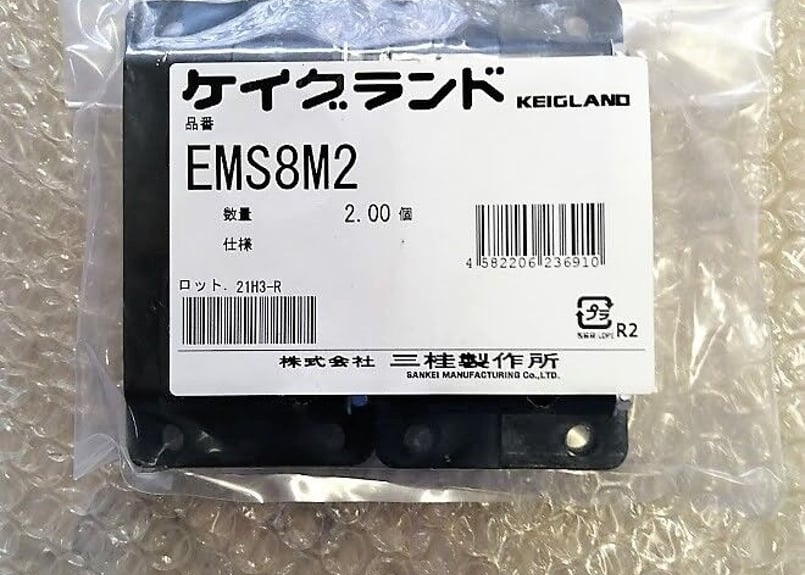 ケイグランド KEIGLAND
品番
EMS8M2
数量 2.00 個
仕様
4 582206 236910
ロット. 21H3-R
プラ
R2
株式会社 三桂製作所
SANKEI MANUFACTURING Co.,LTD.